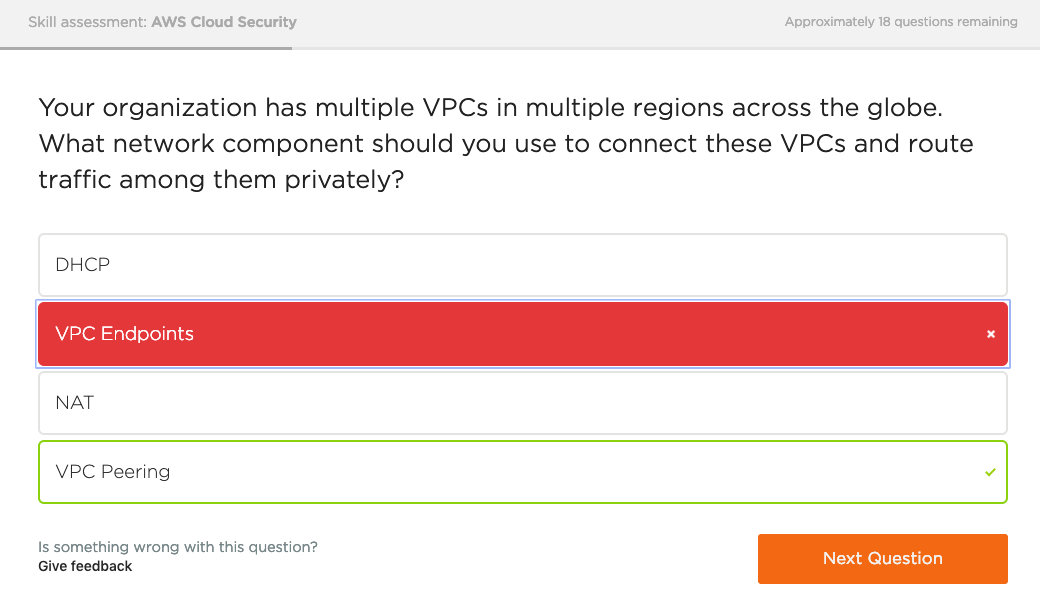 Skill assessment: AWS Cloud Security
Approximately 18 questions remaining
Your organization has multiple VPCs in multiple regions across the globe.
What network component should you use to connect these VPCs and route
traffic among them privately?
DHCP
VPC Endpoints
NAT
VPC Peering
Is something wrong with this question?
Give feedback
Next Question